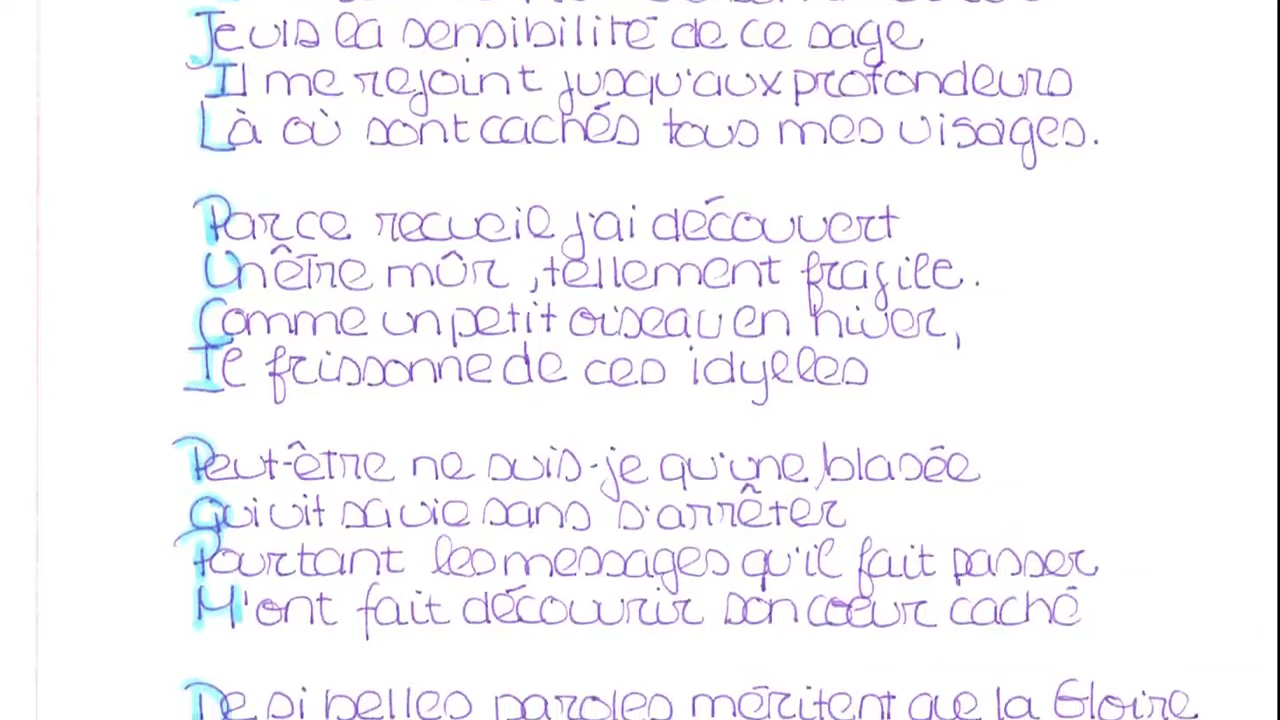 Je vis la sensibilité de ce sage
Il me rejoint jusqu'aux profondeurs
Là où sont cachés tous mes visages.
Par ce recueil j'ai découvert
Un être mûr, tellement fragile.
Comme un petit oiseau en hiver,
Il frissonne de ces idylles
Peut-être ne suis-je qu'une blasée
Qui vit sa vie sans s'arrêter
Pourtant les messages qu'il fait passer
M'ont fait découvrir son coeur caché
De si belles paroles méritent que la Gloire